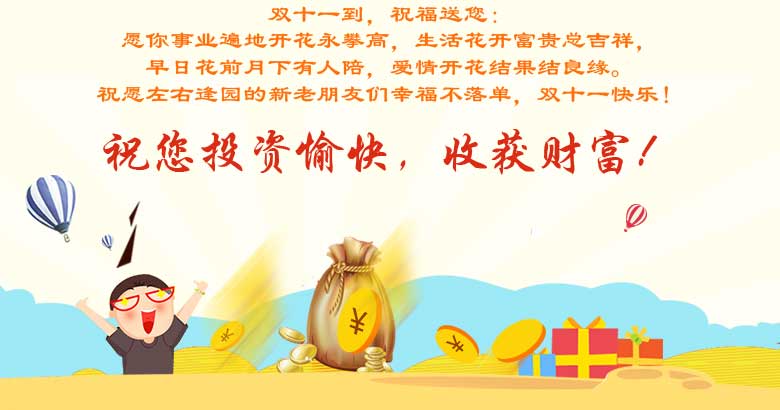 双十一到，祝福送您：
愿你事业遍地开花永攀高，生活花开富贵总吉祥，
早日花前月下有人陪，爱情开花结果结良缘。
祝愿左右逢园的新老朋友们幸福不落单，双十一快乐！
祝您投资愉快，收获财富！